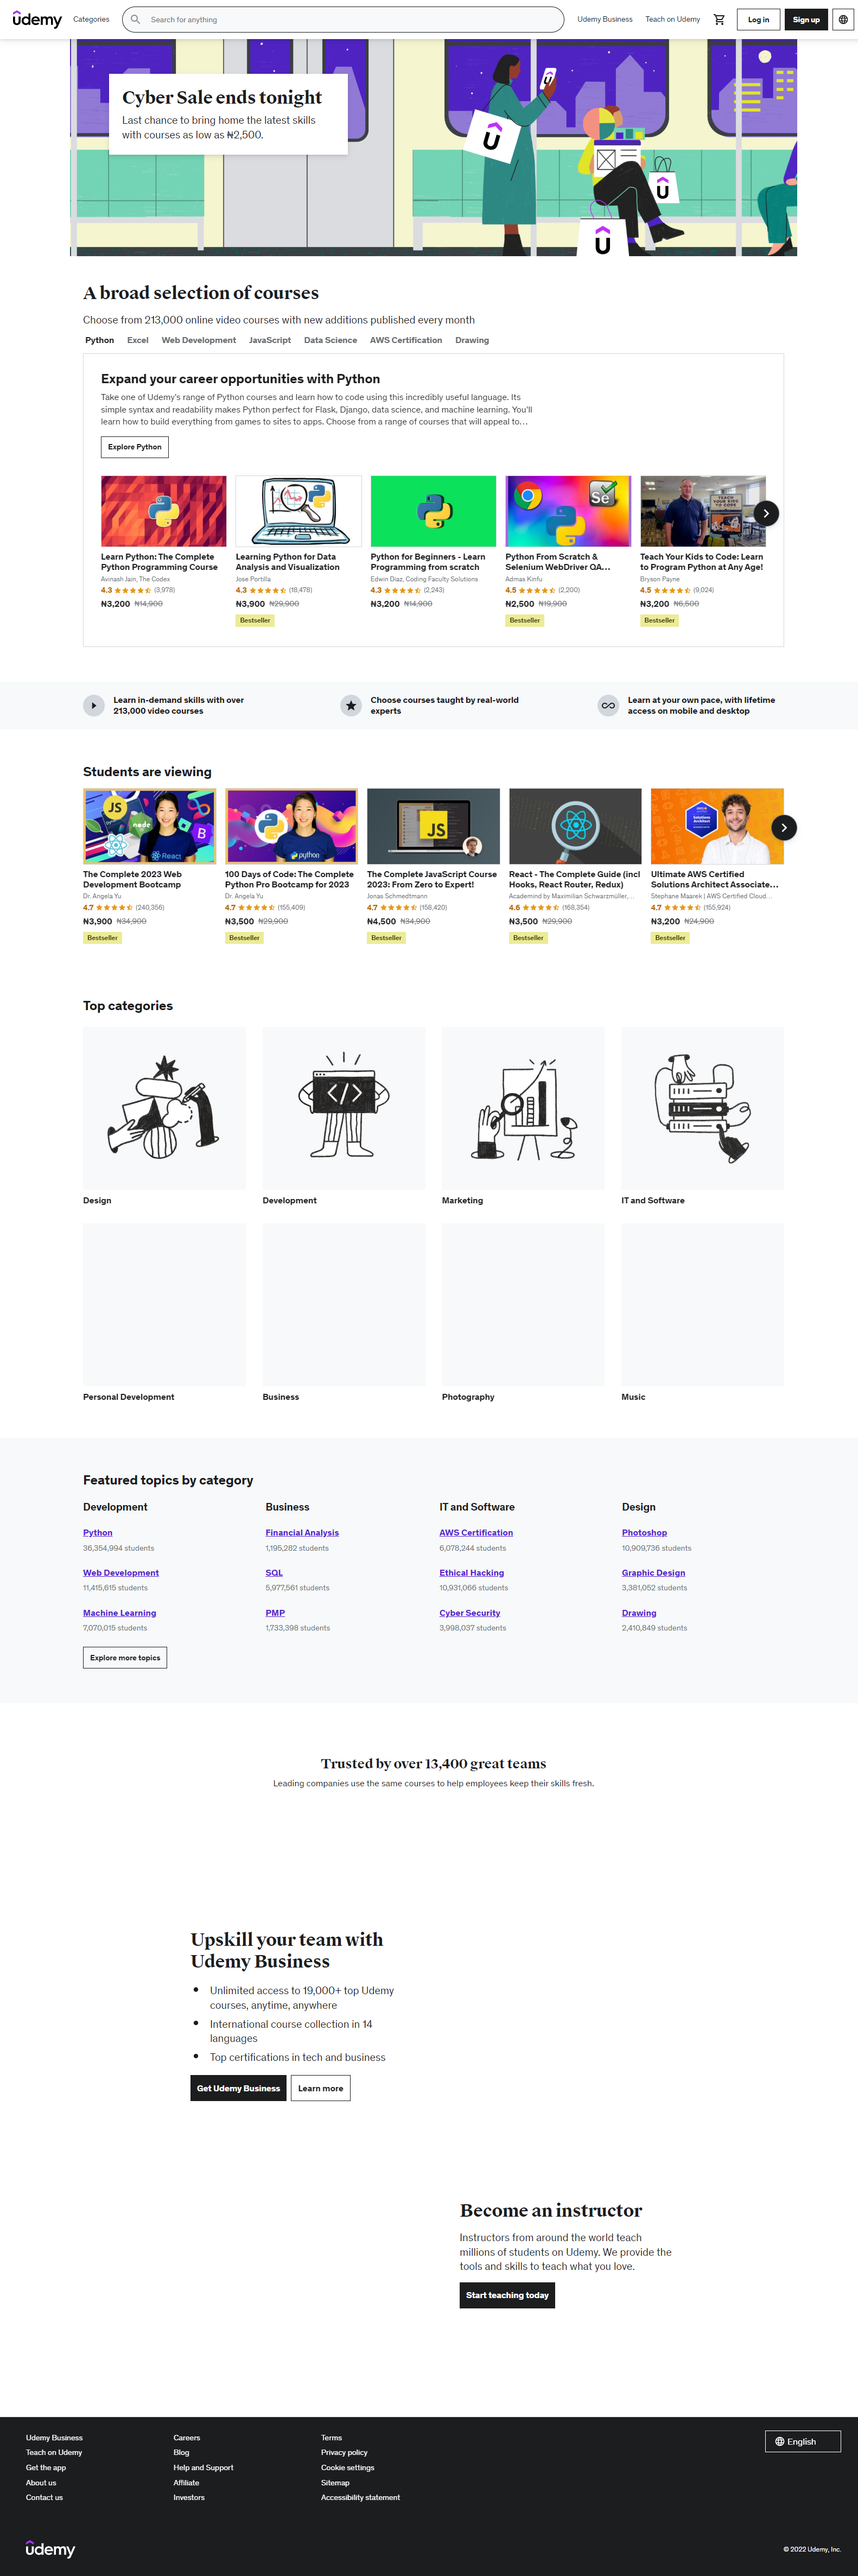 udemy
Categories
Search for anything
Udemy Business
Teach on Udemy
Log in
Sign up
Cyber Sale ends tonight
Last chance to bring home the latest skills
with courses as low as ₦2,500.
A broad selection of courses
Choose from 213,000 online video courses with new additions published every month
Python Excel Web Development JavaScript Data Science AWS Certification Drawing
Expand your career opportunities with Python
Take one of Udemy's range of Python courses and learn how to code using this incredibly useful language. Its
simple syntax and readability makes Python perfect for Flask, Django, data science, and machine learning. You'll
learn how to build everything from games to sites to apps. Choose from a range of courses that will appeal to…
Explore Python
Learn Python: The Complete
Python Programming Course
Avinash Jain, The Codex
4.3 (3,978)
₦3,200 ₦14,900
Learning Python for Data
Analysis and Visualization
Jose Portilla
4.3 (18,478)
₦3,900 ₦29,900
Bestseller
Python for Beginners - Learn
Programming from scratch
Edwin Diaz, Coding Faculty Solutions
4.3 (2,243)
₦3,200 ₦14,900
Se
Python From Scratch &
Selenium WebDriver QA…
Admas Kinfu
4.5 (2,200)
₦2,500 ₦19,900
Bestseller
TEACH YOUR KIDS TO CODE
Teach Your Kids to Code: Learn
to Program Python at Any Age!
Bryson Payne
4.5 (9,024)
₦3,200 ₦6,500
Bestseller
Learn in-demand skills with over
213,000 video courses
Choose courses taught by real-world
experts
Learn at your own pace, with lifetime
access on mobile and desktop
Students are viewing
JS
node
B
React
The Complete 2023 Web
Development Bootcamp
Dr. Angela Yu
4.7 (240,356)
₦3,900 ₦34,900
Bestseller
python
100 Days of Code: The Complete
Python Pro Bootcamp for 2023
Dr. Angela Yu
4.7 (155,409)
₦3,500 ₦29,900
Bestseller
JS
The Complete JavaScript Course
2023: From Zero to Expert!
Jonas Schmedtmann
4.7 (158,420)
₦4,500 ₦34,900
Bestseller
React - The Complete Guide (incl
Hooks, React Router, Redux)
Academind by Maximilian Schwarzmüller,…
4.6 (168,354)
₦3,500 ₦29,900
Bestseller
Solutions
Architect
Ultimate AWS Certified
Solutions Architect Associate…
Stephane Maarek | AWS Certified Cloud…
4.7 (155,924)
₦3,200 ₦24,900
Bestseller
Top categories
Design
Development
Marketing
IT and Software
Personal Development
Business
Photography
Music
Featured topics by category
Development
Python
36,354,994 students
Web Development
11,415,615 students
Machine Learning
7,070,015 students
Business
Financial Analysis
1,195,282 students
SQL
5,977,561 students
PMP
1,733,398 students
IT and Software
AWS Certification
6,078,244 students
Ethical Hacking
10,931,066 students
Cyber Security
3,998,037 students
Design
Photoshop
10,909,736 students
Graphic Design
3,381,052 students
Drawing
2,410,849 students
Explore more topics
Trusted by over 13,400 great teams
Leading companies use the same courses to help employees keep their skills fresh.
Upskill your team with
Udemy Business
Unlimited access to 19,000+ top Udemy
courses, anytime, anywhere
International course collection in 14
languages
Top certifications in tech and business
Get Udemy Business
Learn more
Become an instructor
Instructors from around the world teach
millions of students on Udemy. We provide the
tools and skills to teach what you love.
Start teaching today
Udemy Business
Teach on Udemy
Get the app
About us
Contact us
Careers
Blog
Help and Support
Affiliate
Investors
Terms
Privacy policy
Cookie settings
Sitemap
Accessibility statement
English
udemy
© 2022 Udemy, Inc.